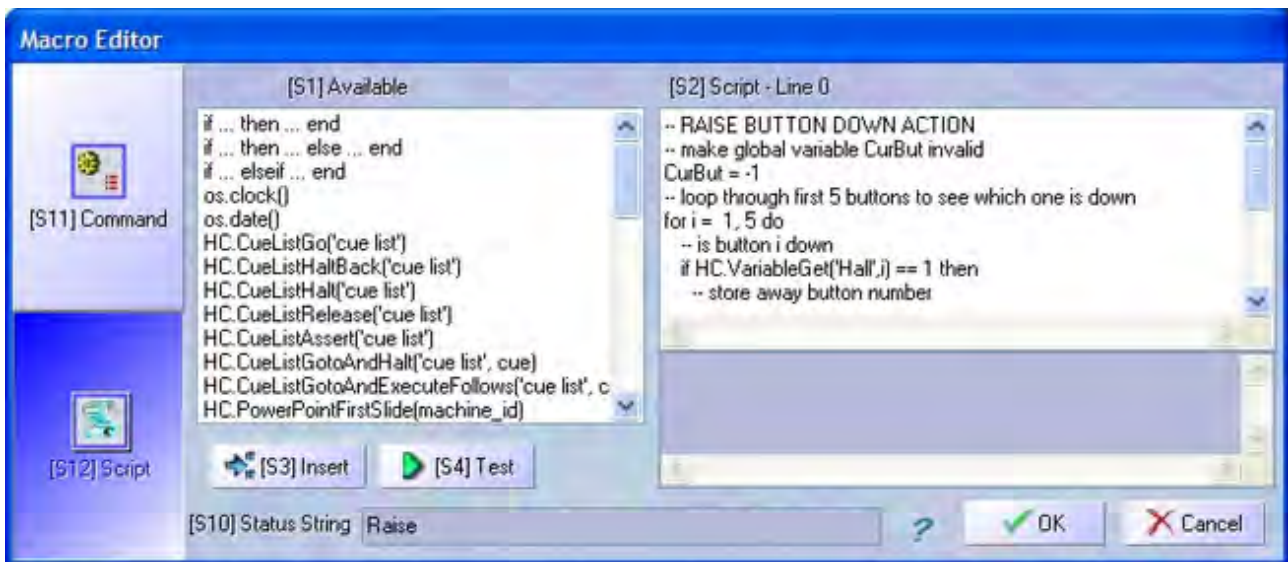 Macro Editor
[S11] Command
[S12] Script
[S1] Available
if ... then ... end
if ... then ... else ... end
if ... elseif ... end
os.clock()
os.date()
HC.CueListGo('cue list')
HC.CueListHaltBack('cue list')
HC.CueListHalt('cue list')
HC.CueListRelease('cue list')
HC.CueListAssert('cue list')
HC.CueListGotoAndHalt('cue list', cue)
HC.CueListGotoAndExecuteFollows('cue list', c
HC.PowerPointFirstSlide(machine_id)
[S3] Insert
[S4] Test
[S2] Script - Line 0
-- RAISE BUTTON DOWN ACTION
-- make global variable CurBut invalid
CurBut = -1
-- loop through first 5 buttons to see which one is down
for i = 1, 5 do
-- is button i down
if HC.VariableGet('Hall',i) == 1 then
-- store away button number
[S10] Status String Raise
?
OK
Cancel